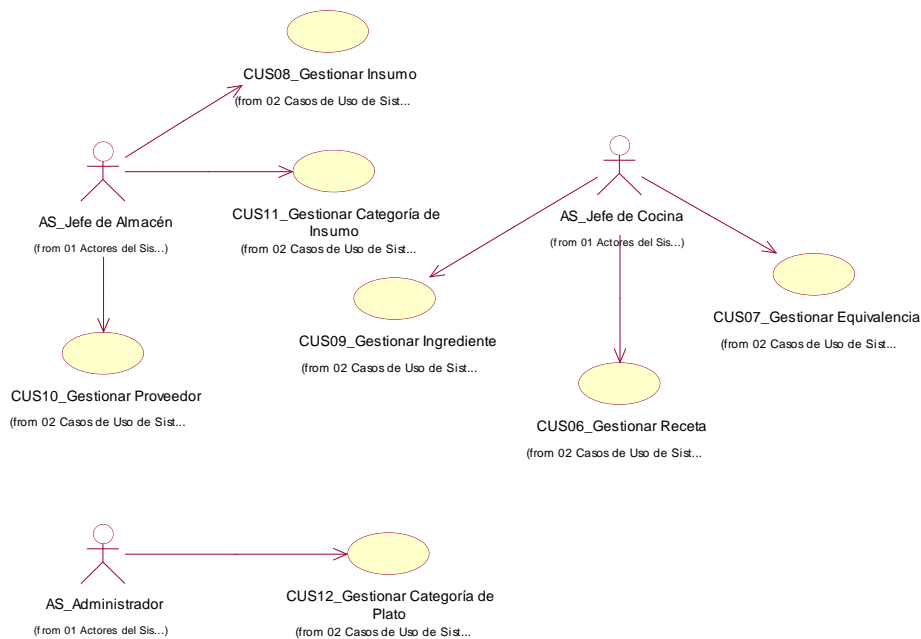 CUS08_Gestionar Insumo
(from 02 Casos de Uso de Sist...
AS_Jefe de Almacén
(from 01 Actores del Sis...)
CUS11_Gestionar Categoría de
Insumo
(from 02 Casos de Uso de Sist...
AS_Jefe de Cocina
(from 01 Actores del Sis...)
CUS09_Gestionar Ingrediente
(from 02 Casos de Uso de Sist...
CUS07_Gestionar Equivalencia
(from 02 Casos de Uso de Sist...
CUS10_Gestionar Proveedor
(from 02 Casos de Uso de Sist...
CUS06_Gestionar Receta
(from 02 Casos de Uso de Sist...
AS_Administrador
(from 01 Actores del Sis...)
CUS12_Gestionar Categoría de
Plato
(from 02 Casos de Uso de Sist...